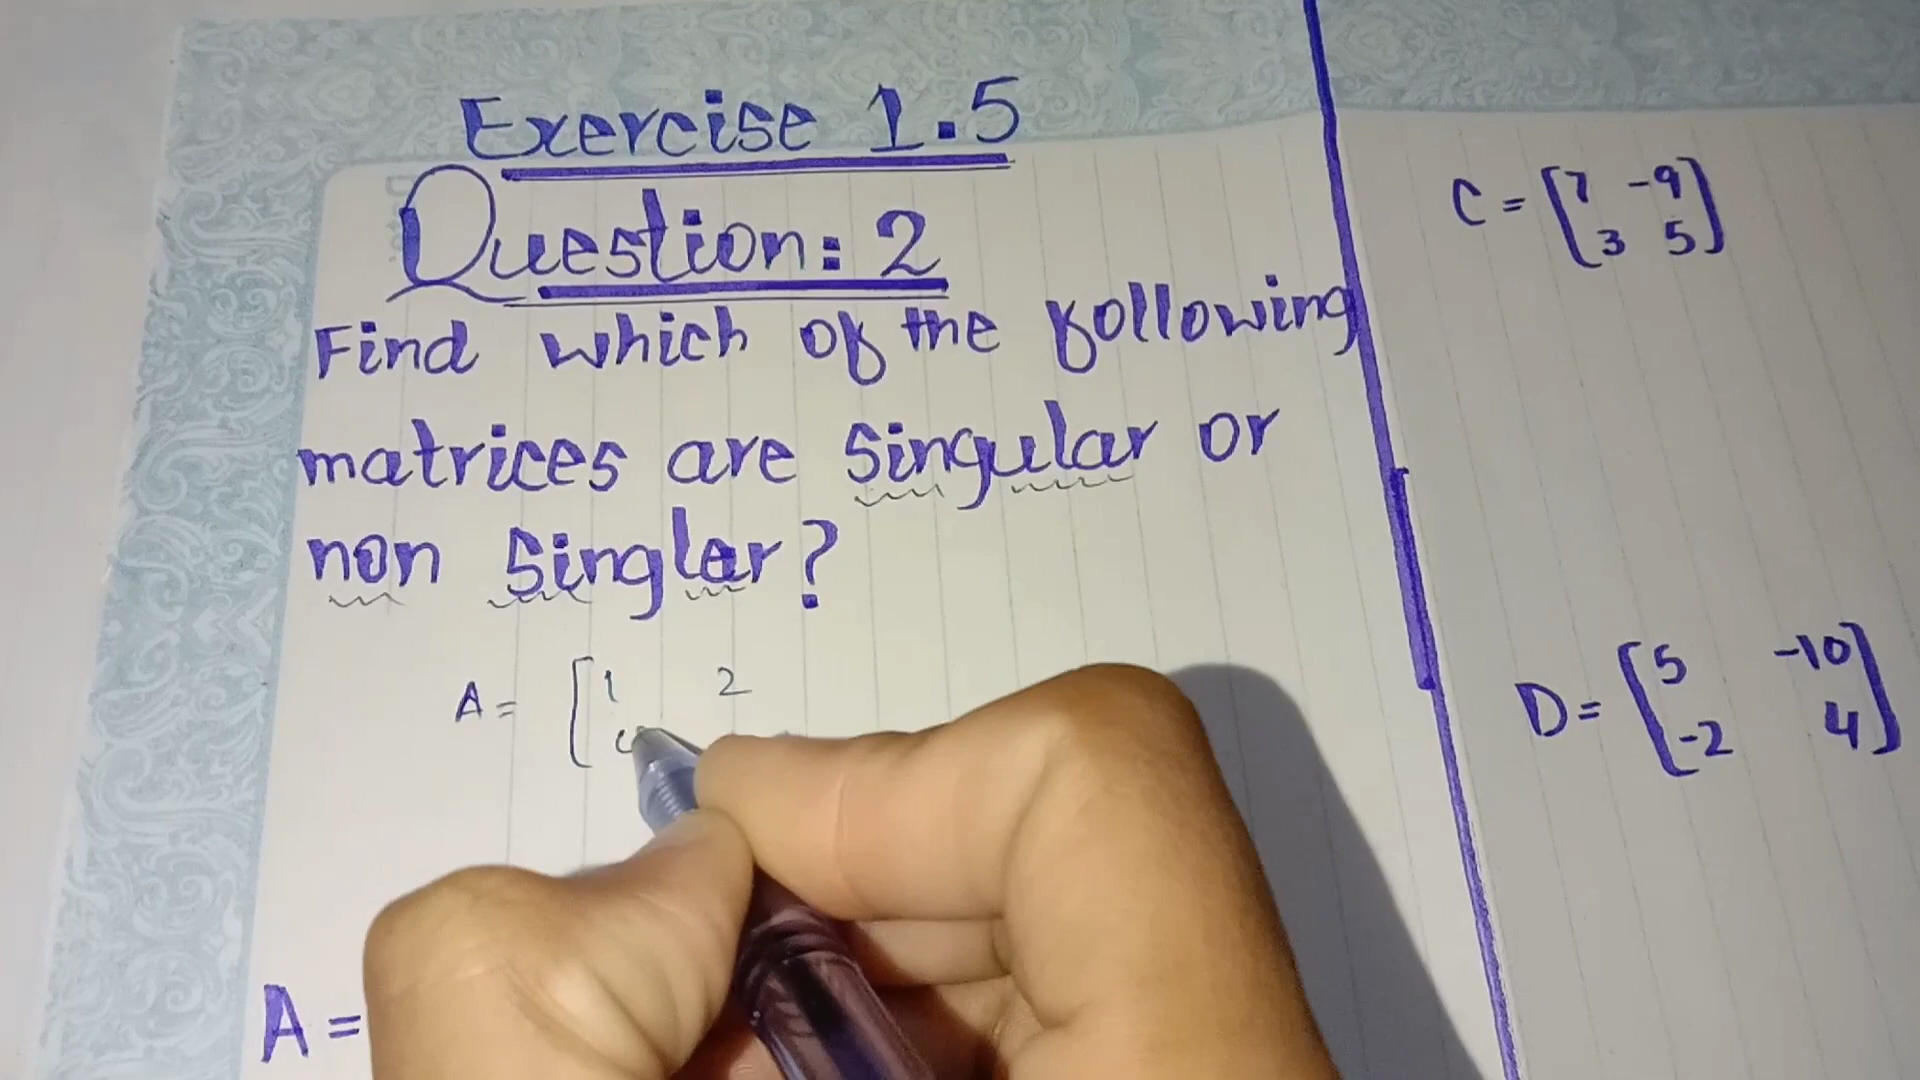 Exercise 1.5
Question: 2
Find which of the following
matrices are singular or
non singler?
A = [1 2
A =
C = [7 -9
3 5]
D = [5 -10
-2 4]